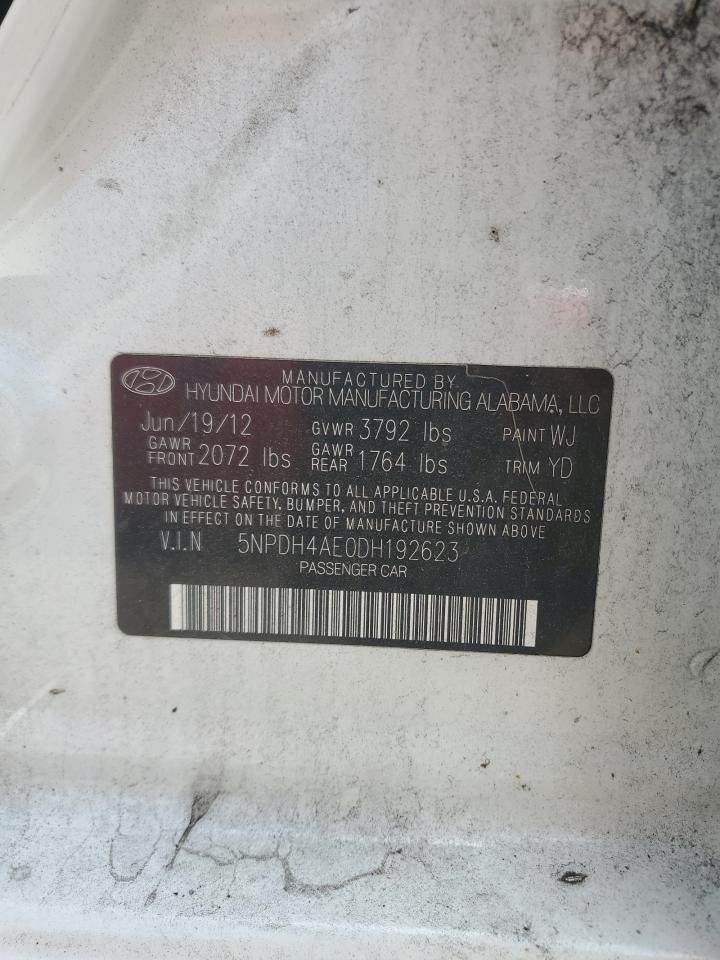 MANUFACTURED BY
HYUNDAI MOTOR MANUFACTURING ALABAMA, LLC
Jun/19/12 GVWR 3792 lbs PAINT WJ
GAWR FRONT 2072 lbs GAWR REAR 1764 lbs TRIM YD
THIS VEHICLE CONFORMS TO ALL APPLICABLE U.S.A. FEDERAL
MOTOR VEHICLE SAFETY, BUMPER, AND THEFT PREVENTION STANDARDS
IN EFFECT ON THE DATE OF MANUFACTURE SHOWN ABOVE
V.I.N 5NPDH4AE0DH192623
PASSENGER CAR